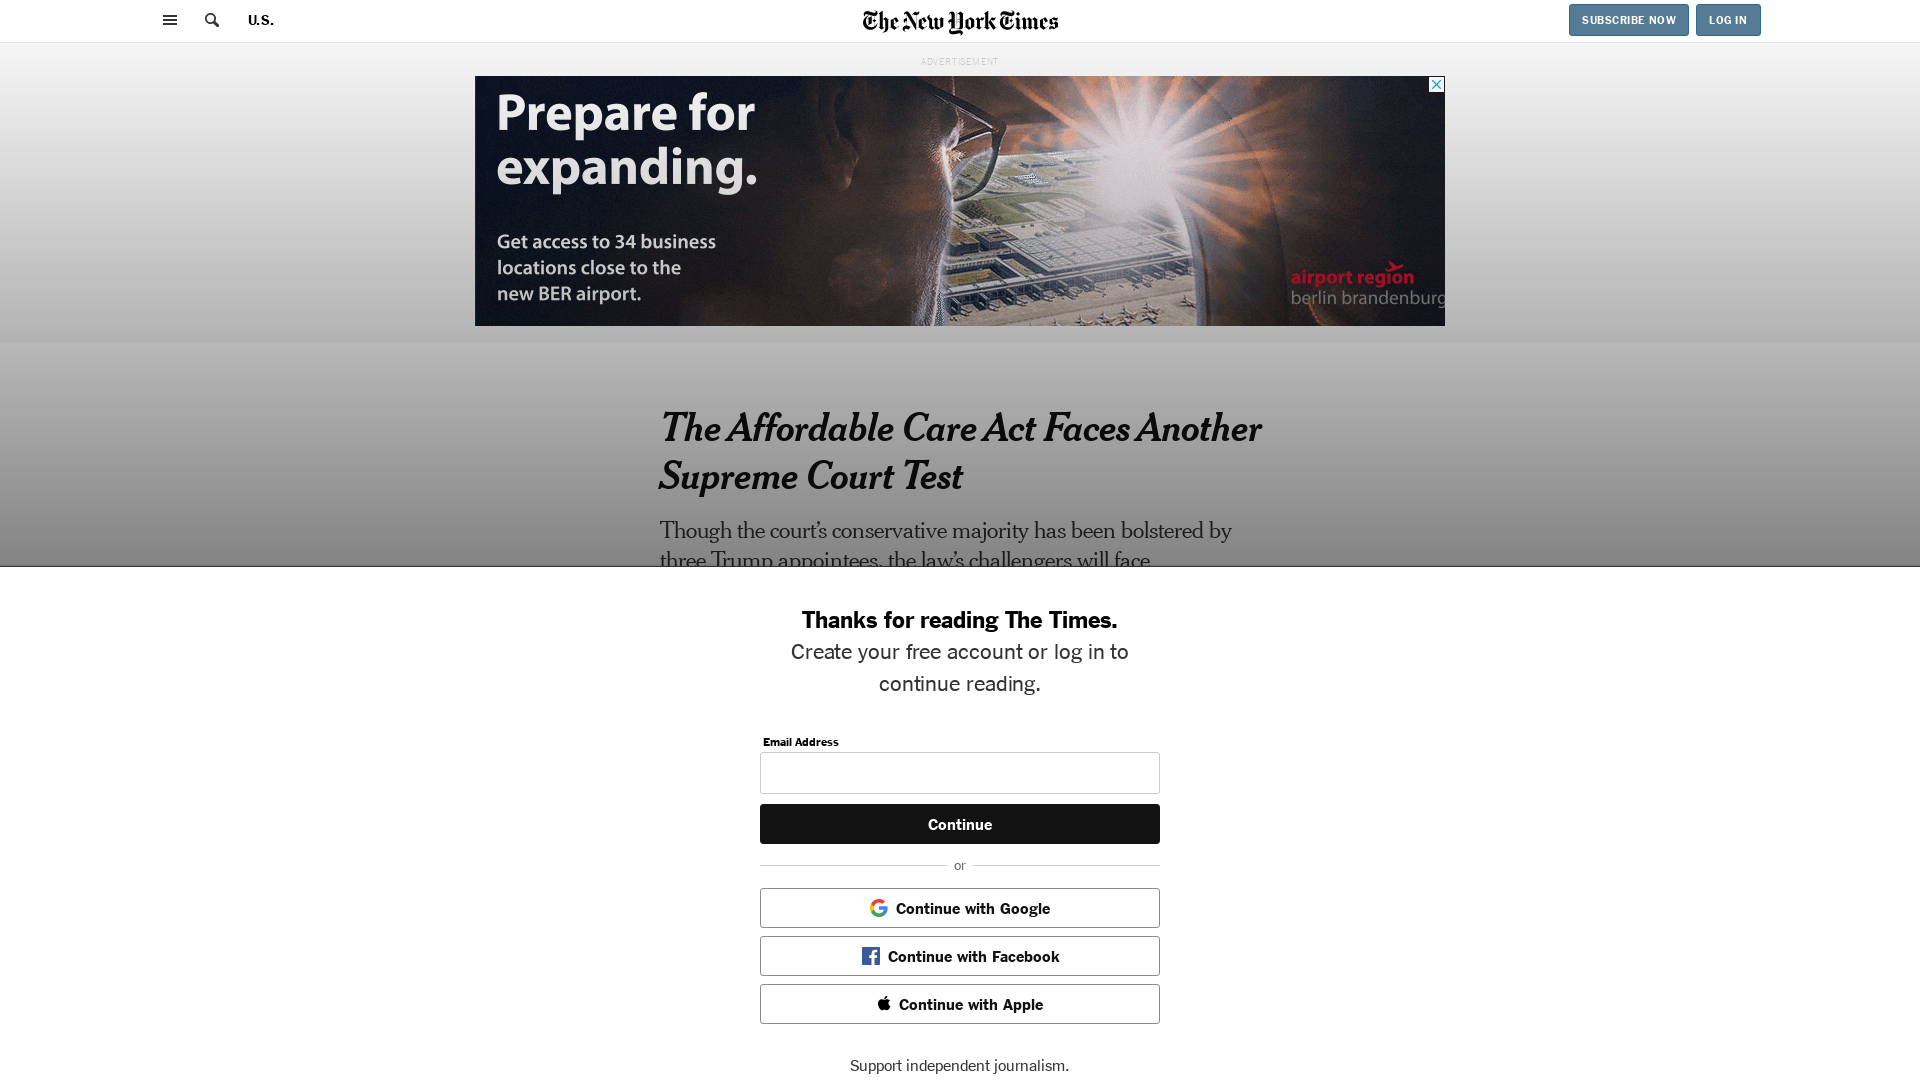 U.S.
The New York Times
SUBSCRIBE NOW
LOG IN
ADVERTISEMENT
Prepare for
expanding.
Get access to 34 business
locations close to the
new BER airport.
airport region
berlin brandenburg
The Affordable Care Act Faces Another
Supreme Court Test
Though the court’s conservative majority has been bolstered by
three Trump appointees, the law’s challengers will face
Thanks for reading The Times.
Create your free account or log in to
continue reading.
Email Address
Continue
or
Continue with Google
Continue with Facebook
Continue with Apple
Support independent journalism.